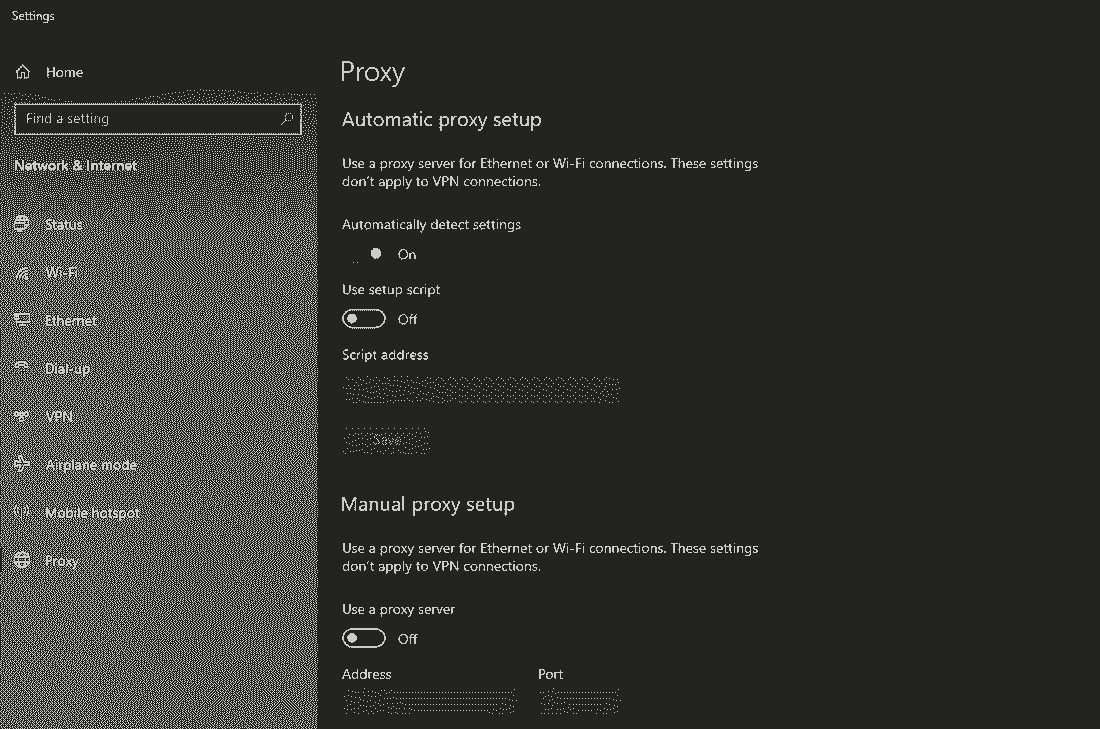 Settings
Home
Find a setting
Network & Internet
Status
Wi-Fi
Ethernet
Dial-up
VPN
Airplane mode
Mobile hotspot
Proxy
Proxy
Automatic proxy setup
Use a proxy server for Ethernet or Wi-Fi connections. These settings
don't apply to VPN connections.
Automatically detect settings
On
Use setup script
Off
Script address
Save
Manual proxy setup
Use a proxy server for Ethernet or Wi-Fi connections. These settings
don't apply to VPN connections.
Use a proxy server
Off
Address Port